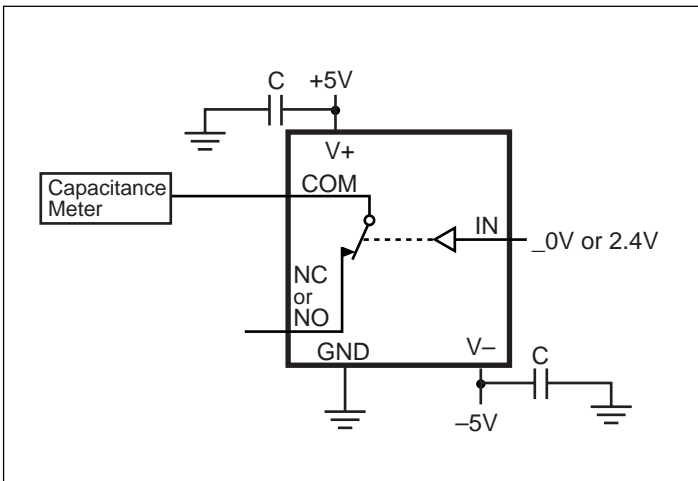 C +5V
V+
Capacitance
Meter
COM
IN
_0V or 2.4V
NC
or
NO
GND
V–
C
–5V